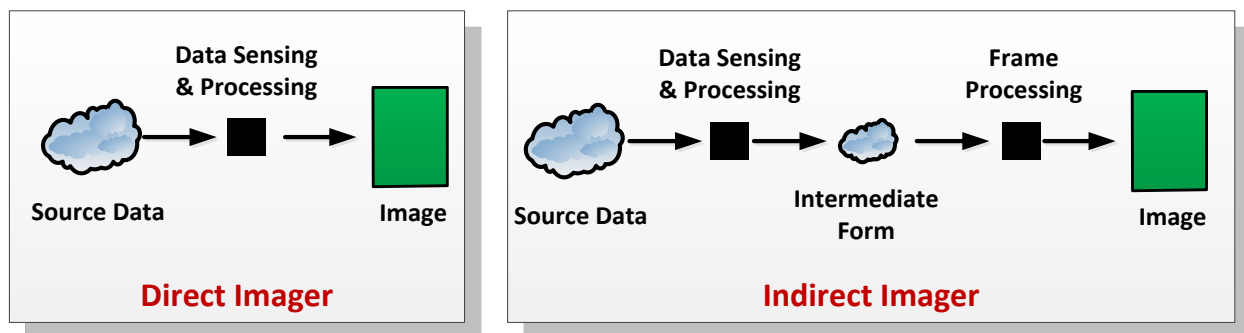 Data Sensing
& Processing
Source Data
Image
Direct Imager
Data Sensing
& Processing
Frame
Processing
Source Data
Intermediate
Form
Image
Indirect Imager